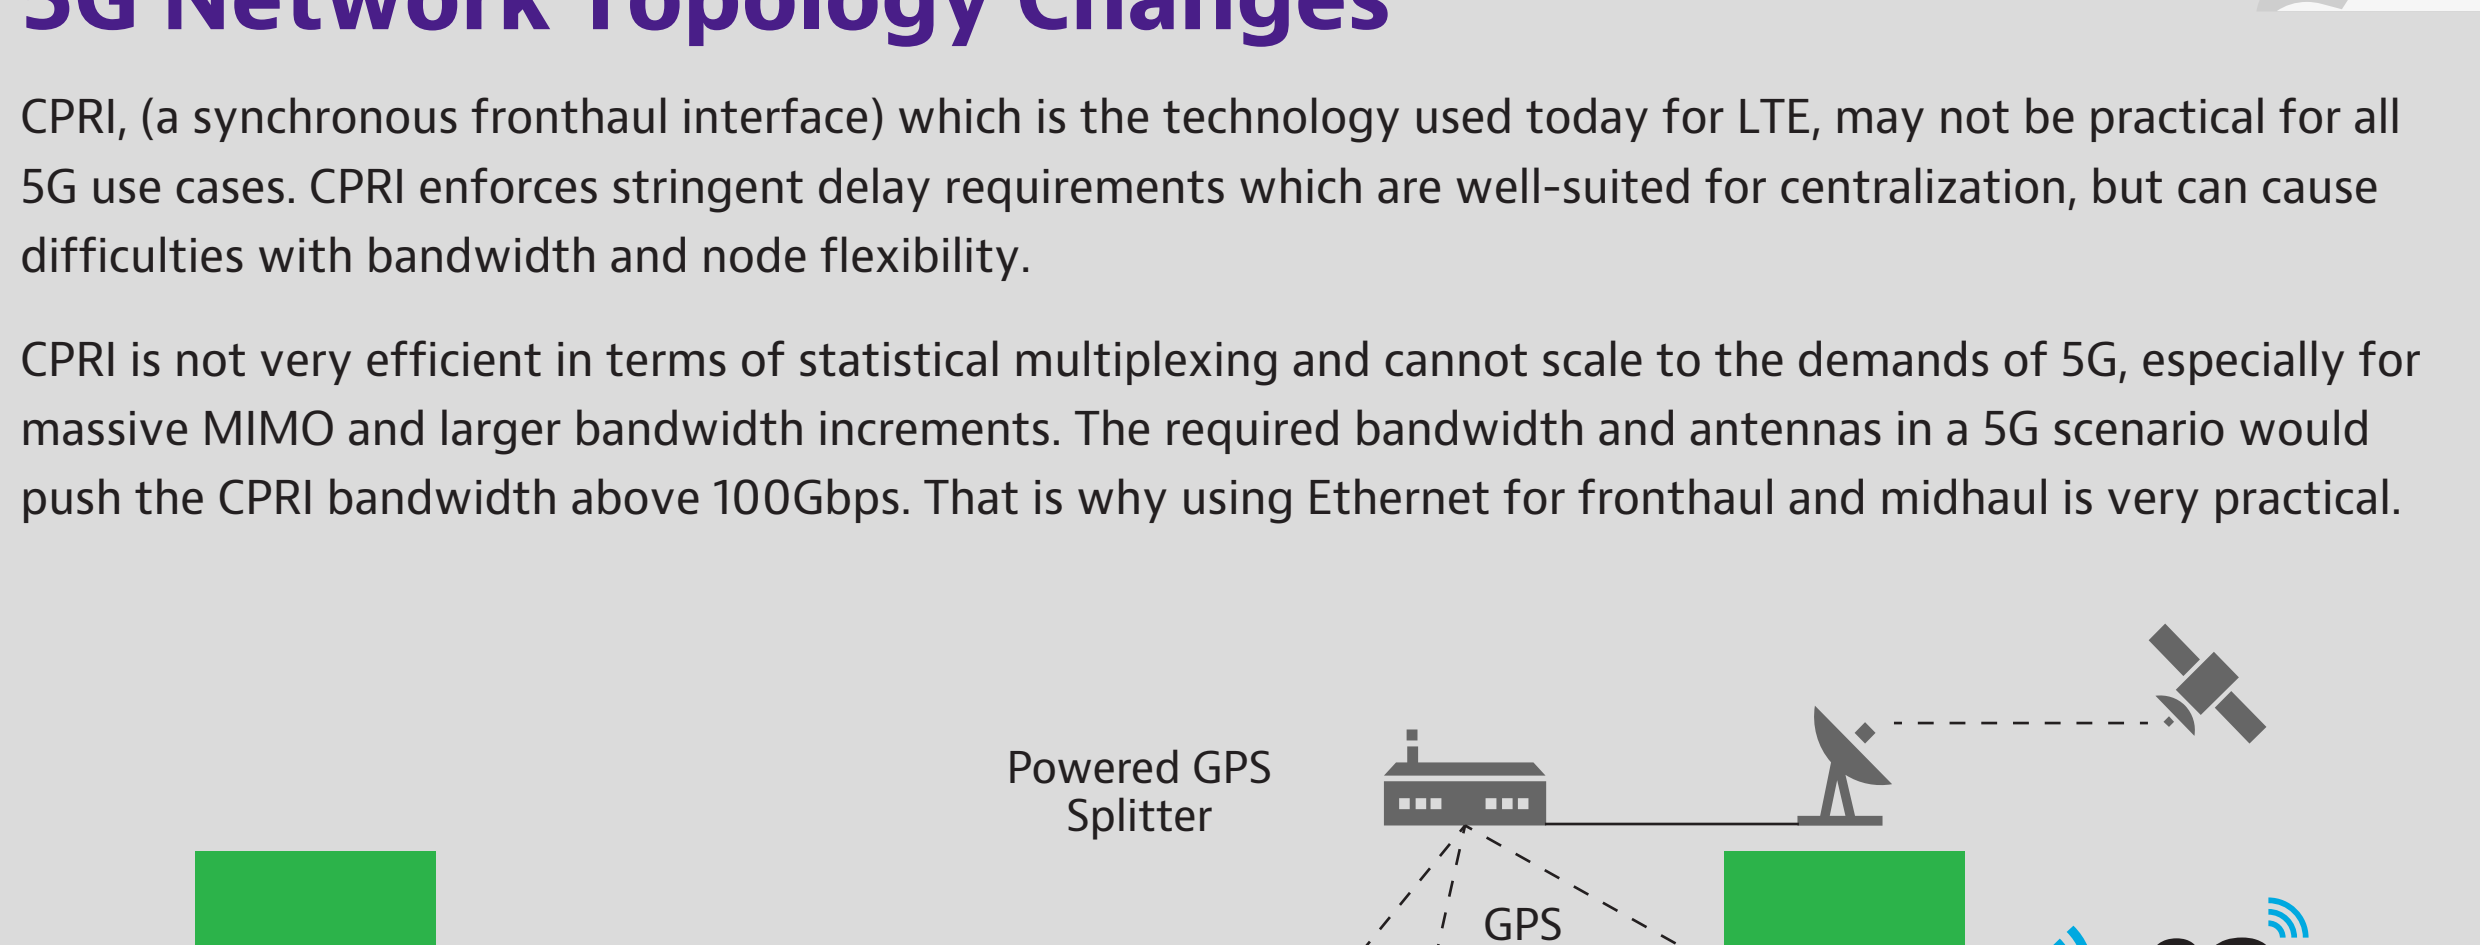 5G Network Topology Changes
CPRI, (a synchronous fronthaul interface) which is the technology used today for LTE, may not be practical for all
5G use cases. CPRI enforces stringent delay requirements which are well-suited for centralization, but can cause
difficulties with bandwidth and node flexibility.
CPRI is not very efficient in terms of statistical multiplexing and cannot scale to the demands of 5G, especially for
massive MIMO and larger bandwidth increments. The required bandwidth and antennas in a 5G scenario would
push the CPRI bandwidth above 100Gbps. That is why using Ethernet for fronthaul and midhaul is very practical.
Powered GPS
Splitter
GPS